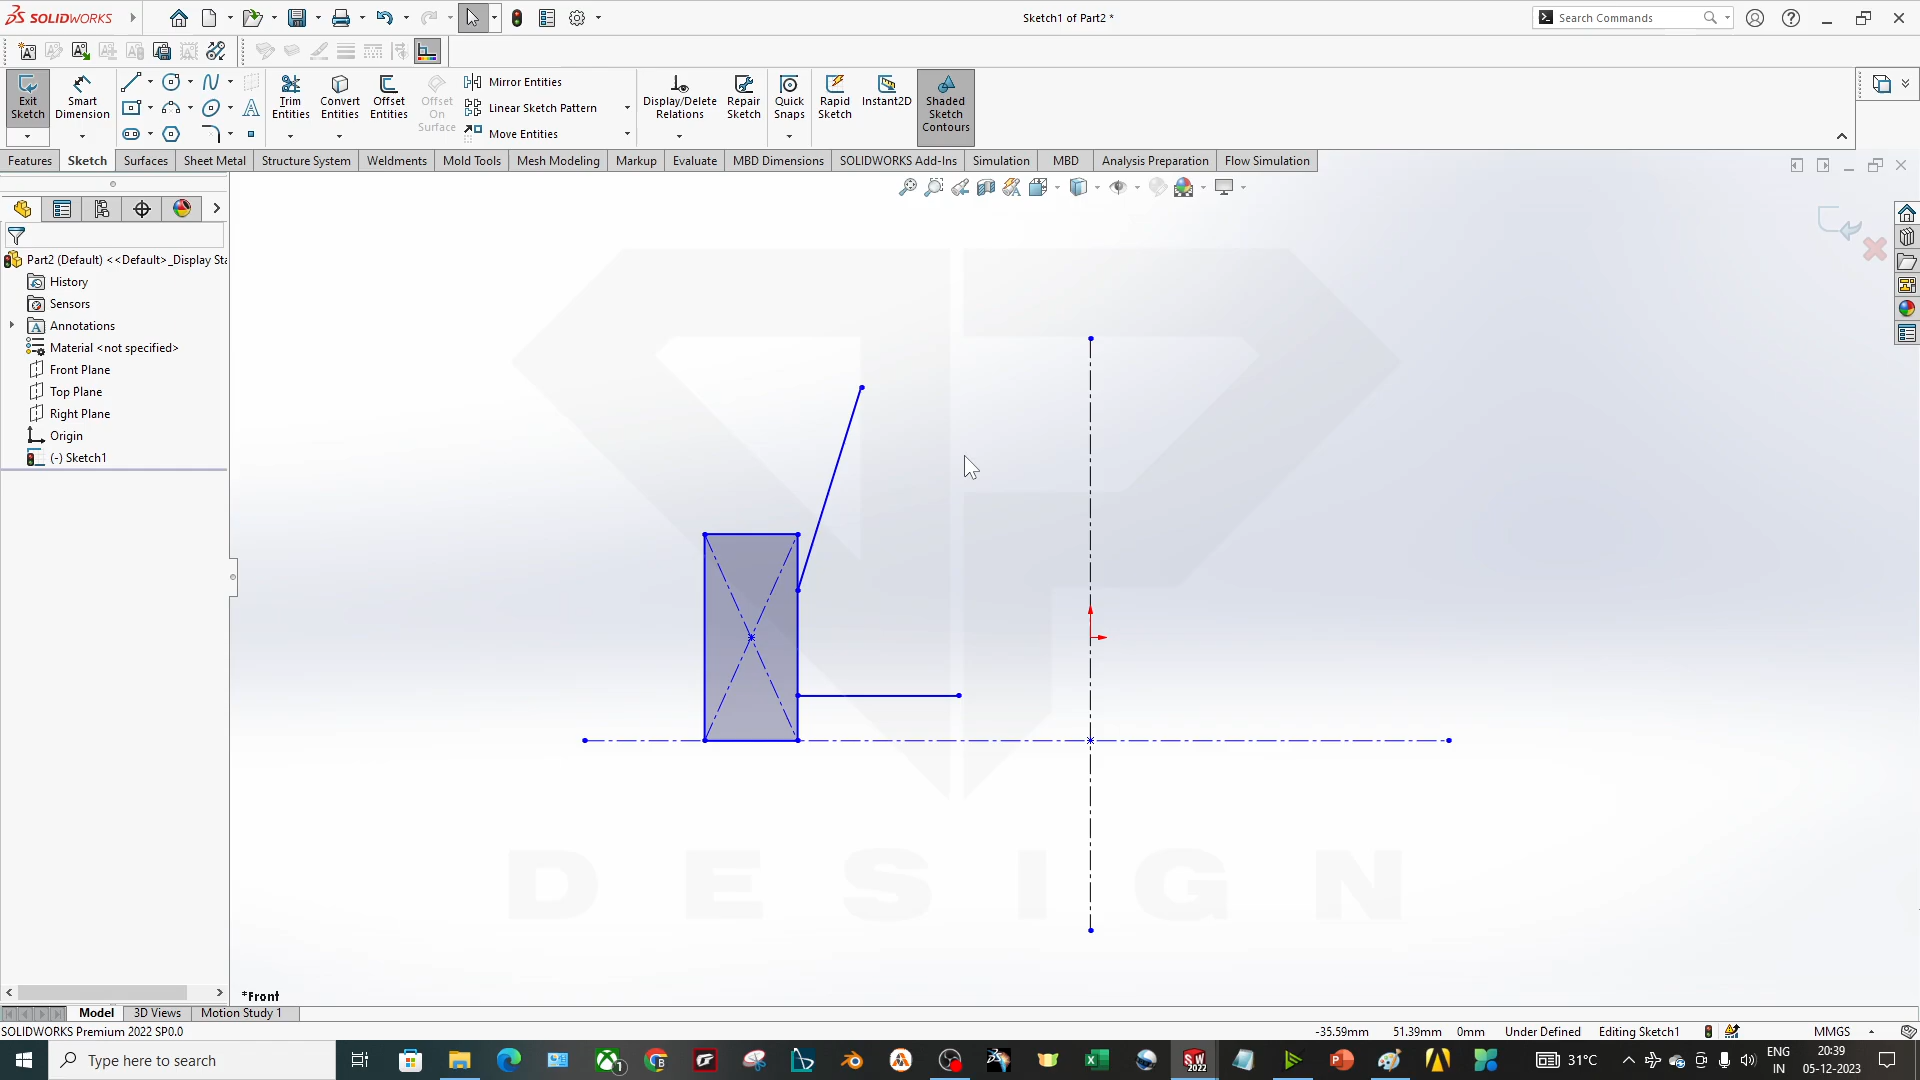 SOLIDWORKS
Sketch1 of Part2 *
Search Commands
Exit Sketch
Smart Dimension
Trim Entities
Convert Entities
Offset Entities
Offset On Surface
Mirror Entities
Linear Sketch Pattern
Move Entities
Display/Delete Relations
Repair Sketch
Quick Snaps
Rapid Sketch
Instant2D
Shaded Sketch Contours
Features
Sketch
Surfaces
Sheet Metal
Structure System
Weldments
Mold Tools
Mesh Modeling
Markup
Evaluate
MBD Dimensions
SOLIDWORKS Add-Ins
Simulation
MBD
Analysis Preparation
Flow Simulation
Part2 (Default) <<Default>_Display Sta
History
Sensors
Annotations
Material <not specified>
Front Plane
Top Plane
Right Plane
Origin
(-) Sketch1
DESIGN
*Front
Model
3D Views
Motion Study 1
SOLIDWORKS Premium 2022 SP0.0
-35.59mm
51.39mm
0mm
Under Defined
Editing Sketch1
MMGS
Type here to search
31°C
ENG
IN
20:39
05-12-2023